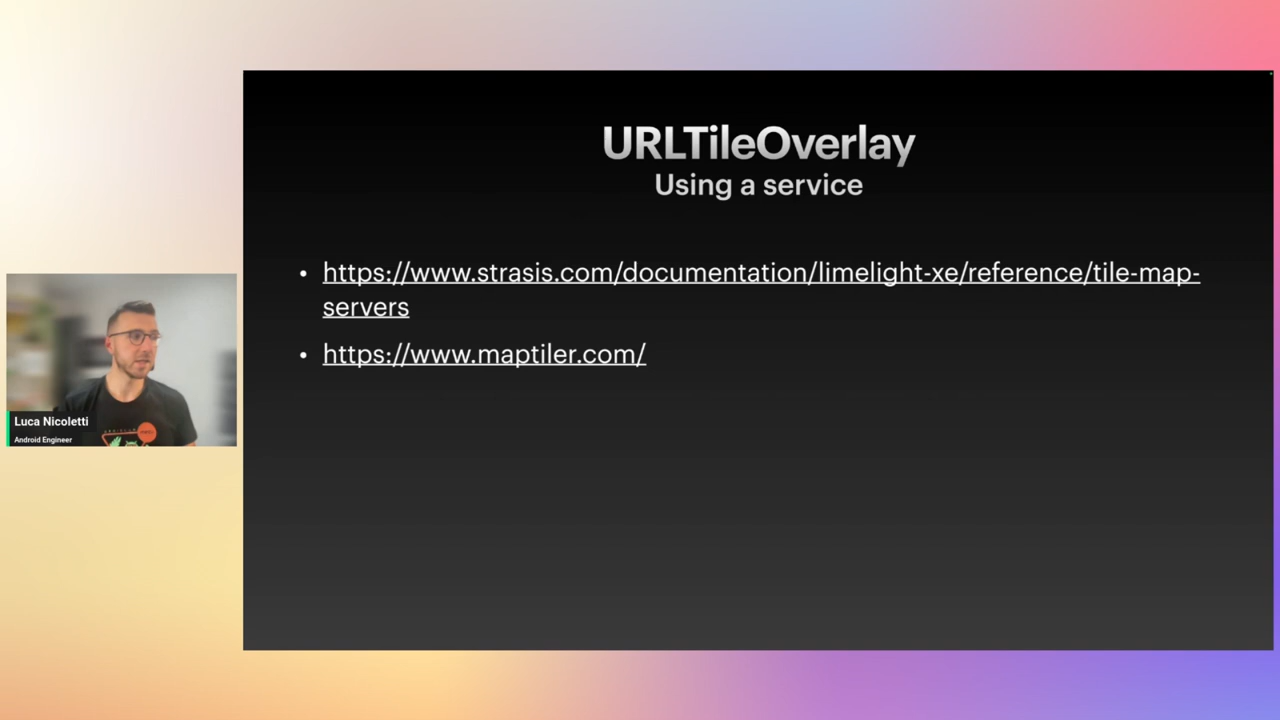 URLTileOverlay
Using a service
• https://www.strasis.com/documentation/limelight-xe/reference/tile-map-
servers
• https://www.maptiler.com/
Luca Nicoletti
Android Engineer